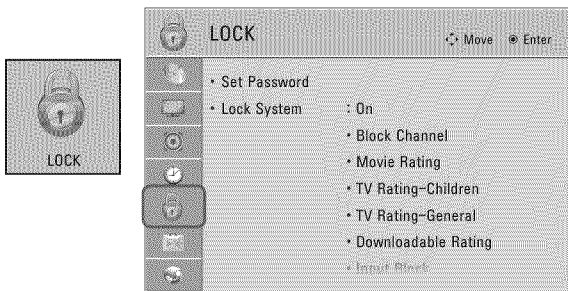 LOCK
LOCK
Move Enter
• Set Password
• Lock System : On
• Block Channel
• Movie Rating
• TV Rating-Children
• TV Rating-General
• Downloadable Rating
• Input Block